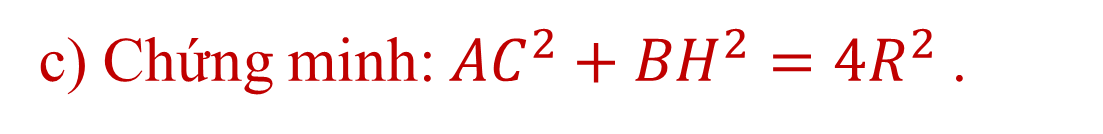 c) Chứng minh: AC² + BH² = 4R² .